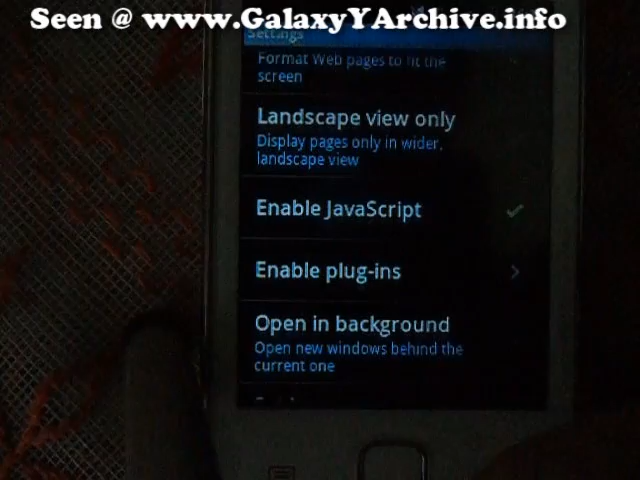 Seen @ www.GalaxyYArchive.info
Settings
Format Web pages to fit the
screen
Landscape view only
Display pages only in wider,
landscape view
Enable JavaScript
Enable plug-ins
Open in background
Open new windows behind the
current one